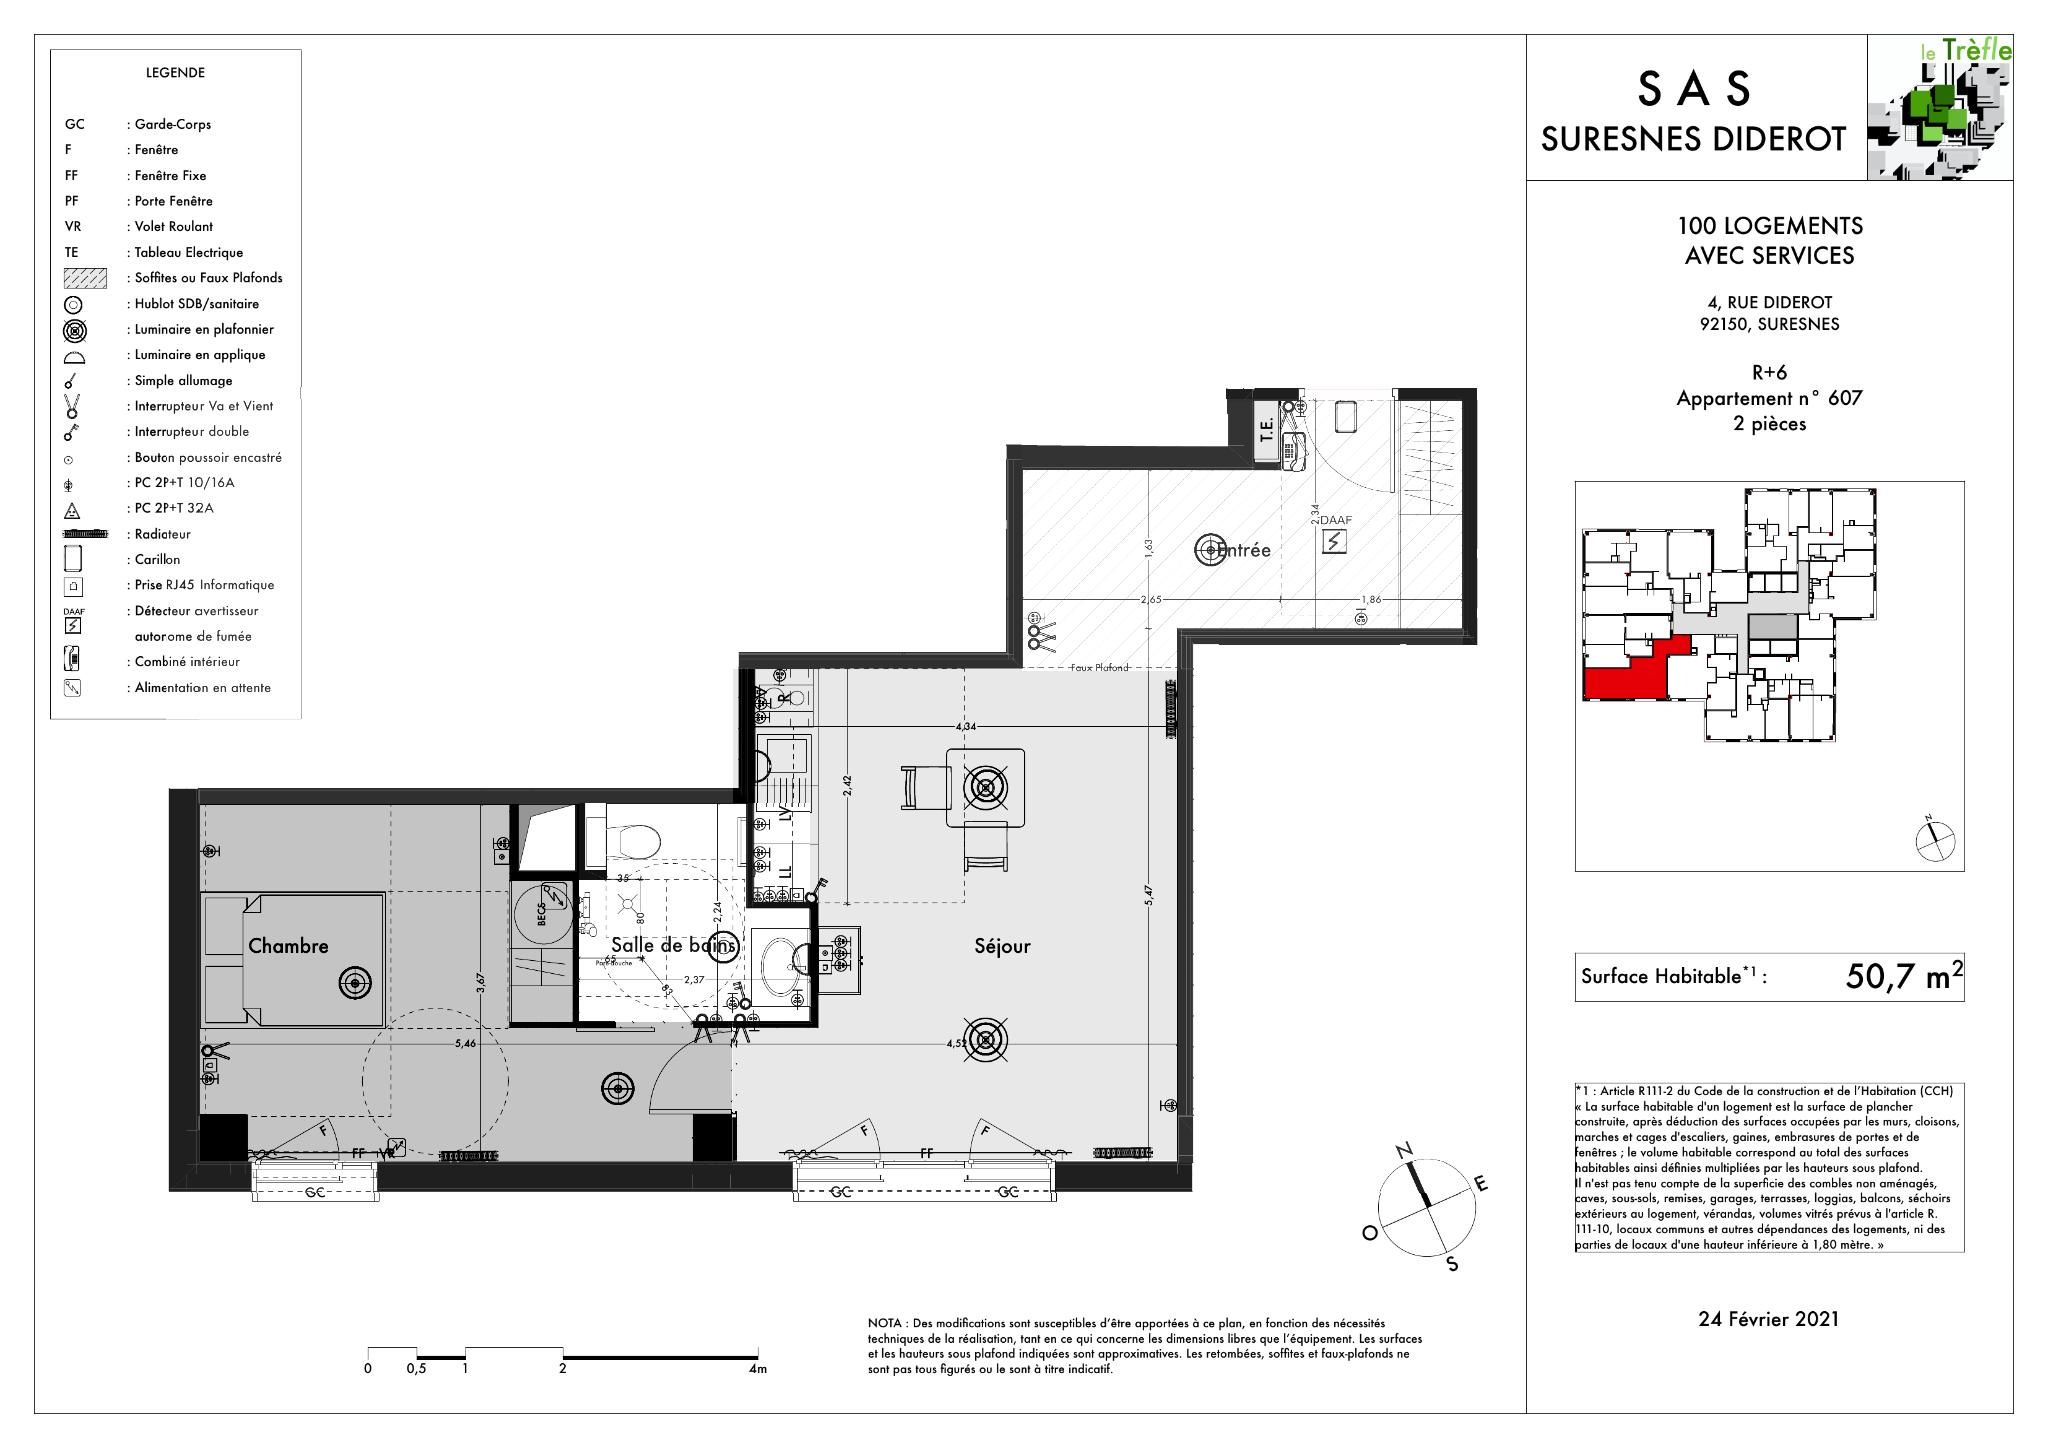 LEGENDE
GC : Garde-Corps
F : Fenêtre
FF : Fenêtre Fixe
PF : Porte Fenêtre
VR : Volet Roulant
TE : Tableau Electrique
: Soffites ou Faux Plafonds
: Hublot SDB/sanitaire
: Luminaire en plafonnier
: Luminaire en applique
: Simple allumage
: Interrupteur Va et Vient
: Interrupteur double
: Bouton poussoir encastré
: PC 2P+T 10/16A
: PC 2P+T 32A
: Radiateur
: Carillon
: Prise RJ45 Informatique
DAAF : Détecteur avertisseur
autonome de fumée
: Combiné intérieur
: Alimentation en attente
T.E.
2,34
DAAF
1,63
Entrée
2,65
1,86
Faux Plafond
R
4,34
2,42
LV
LL
5,47
35
BECS
80
2,24
Chambre
Salle de bains
Séjour
65
Pare-douche
3,67
2,37
83
5,46
4,52
F
F
F
FF
VR
FF
GC
GC
GC
N
E
O
S
0
0,5
1
2
4m
NOTA : Des modifications sont susceptibles d’être apportées à ce plan, en fonction des nécessités
techniques de la réalisation, tant en ce qui concerne les dimensions libres que l’équipement. Les surfaces
et les hauteurs sous plafond indiquées sont approximatives. Les retombées, soffites et faux-plafonds ne
sont pas tous figurés ou le sont à titre indicatif.
S A S
SURESNES DIDEROT
le Trèfle
100 LOGEMENTS
AVEC SERVICES
4, RUE DIDEROT
92150, SURESNES
R+6
Appartement n° 607
2 pièces
N
Surface Habitable*1 : 50,7 m²
*1 : Article R111-2 du Code de la construction et de l’Habitation (CCH)
« La surface habitable d'un logement est la surface de plancher
construite, après déduction des surfaces occupées par les murs, cloisons,
marches et cages d'escaliers, gaines, embrasures de portes et de
fenêtres ; le volume habitable correspond au total des surfaces
habitables ainsi définies multipliées par les hauteurs sous plafond.
Il n'est pas tenu compte de la superficie des combles non aménagés,
caves, sous-sols, remises, garages, terrasses, loggias, balcons, séchoirs
extérieurs au logement, vérandas, volumes vitrés prévus à l'article R.
111-10, locaux communs et autres dépendances des logements, ni des
parties de locaux d'une hauteur inférieure à 1,80 mètre. »
24 Février 2021